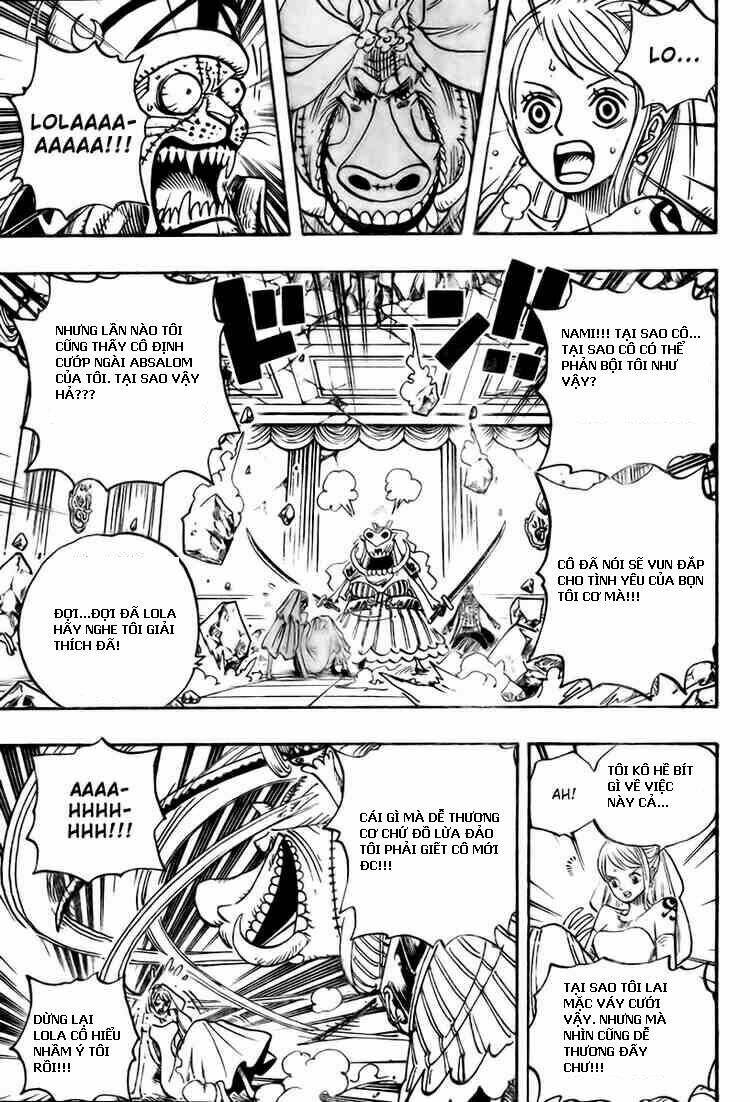 LO...
LOLAAAA-
AAAAA!!!
ドドン
NAMI!!! TẠI SAO CÔ...
TẠI SAO CÔ CÓ THỂ
PHẢN BỘI TÔI NHƯ
VẬY?
CÔ ĐÃ NÓI SẼ VUN ĐẮP
CHO TÌNH YÊU CỦA BỌN
TÔI CƠ MÀ!!!
NHƯNG LẦN NÀO TÔI
CŨNG THẤY CÔ ĐỊNH
CƯỚP NGÀI ABSALOM
CỦA TÔI. TẠI SAO VẬY
HẢ???
ĐỢI...ĐỢI ĐÃ LOLA
HÃY NGHE TÔI GIẢI
THÍCH ĐÃ!
TÔI KÔ HỀ BÍT
GÌ VỀ VIỆC
NÀY CẢ...
AH!
TẠI SAO TÔI LẠI
MẶC VÁY CƯỚI
VẬY. NHƯNG MÀ
NHÌN CŨNG DỄ
THƯƠNG ĐẤY
CHỨ!!!
CÁI GÌ MÀ DỄ THƯƠNG
CƠ CHỨ ĐỒ LỪA ĐẢO
TÔI PHẢI GIẾT CÔ MỚI
ĐC!!!
AAAA-
HHHH-
HHH!!!
DỪNG LẠI
LOLA CÔ HIỂU
NHẦM Ý TÔI
RỒI!!!